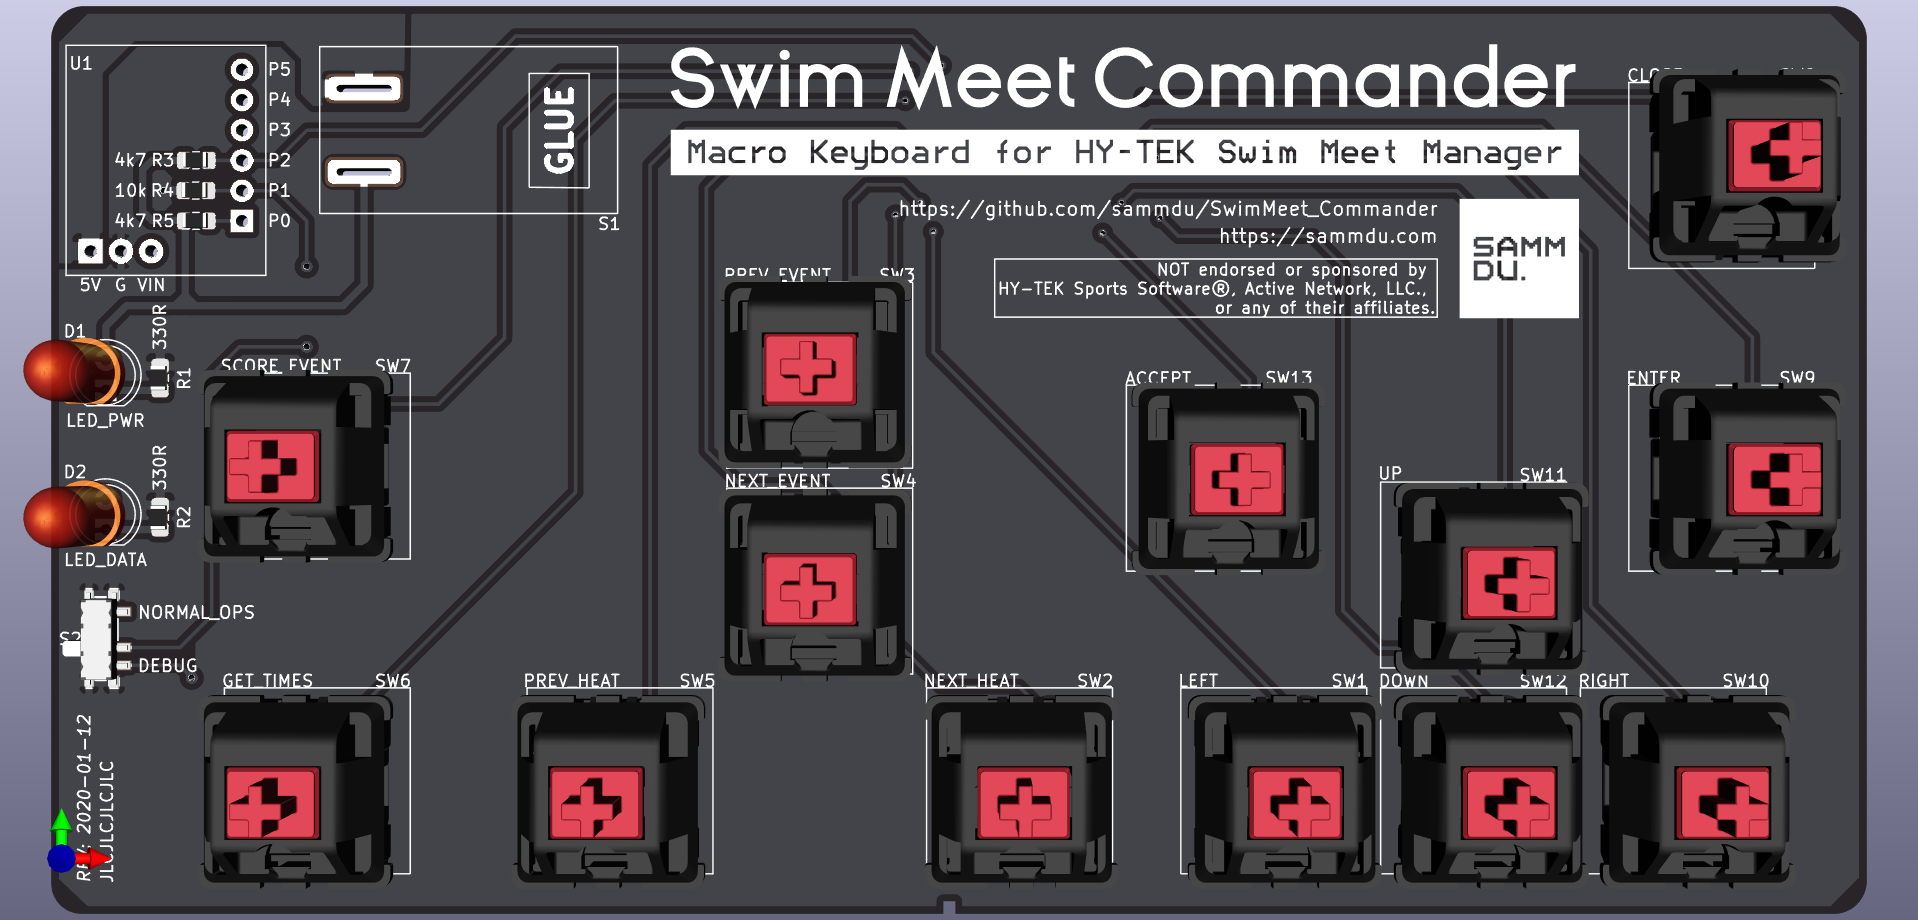 U1
P5
P4
P3
4k7 R3 P2
10k R4 P1
4k7 R5 P0
5V G VIN
GLUE
S1
Swim Meet Commander
Macro Keyboard for HY-TEK Swim Meet Manager
https://github.com/sammdu/SwimMeet_Commander
https://sammdu.com
NOT endorsed or sponsored by
HY-TEK Sports Software®, Active Network, LLC.,
or any of their affiliates.
SAMM
DU.
D1
330R
R1
LED_PWR
D2
330R
R2
LED_DATA
S2
NORMAL_OPS
DEBUG
SCORE_EVENT SW7
PREV_EVENT SW3
NEXT_EVENT SW4
ACCEPT SW13
ENTER SW9
UP SW11
GET_TIMES SW6
PREV_HEAT SW5
NEXT_HEAT SW2
LEFT SW1
DOWN SW12
RIGHT SW10
2020-01-12
JLCJLCJLCJLC